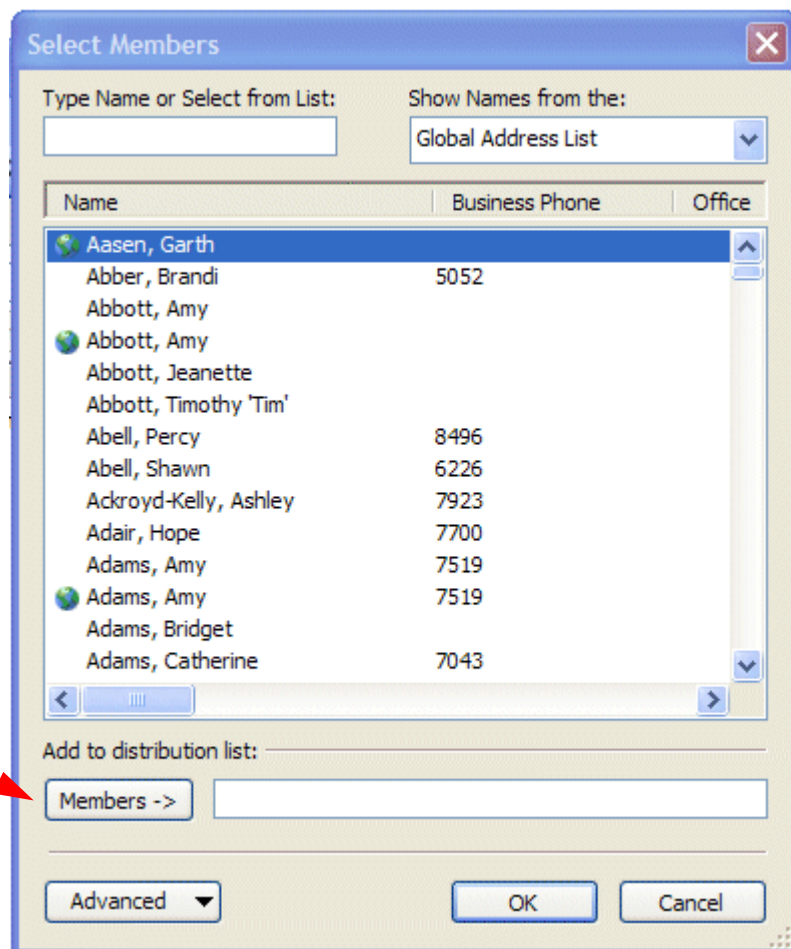 Select Members
Type Name or Select from List: Show Names from the:
Global Address List
Name Business Phone Office
Aasen, Garth
Abber, Brandi 5052
Abbott, Amy
Abbott, Amy
Abbott, Jeanette
Abbott, Timothy 'Tim'
Abell, Percy 8496
Abell, Shawn 6226
Ackroyd-Kelly, Ashley 7923
Adair, Hope 7700
Adams, Amy 7519
Adams, Amy 7519
Adams, Bridget
Adams, Catherine 7043
Add to distribution list:
Members ->
Advanced OK Cancel